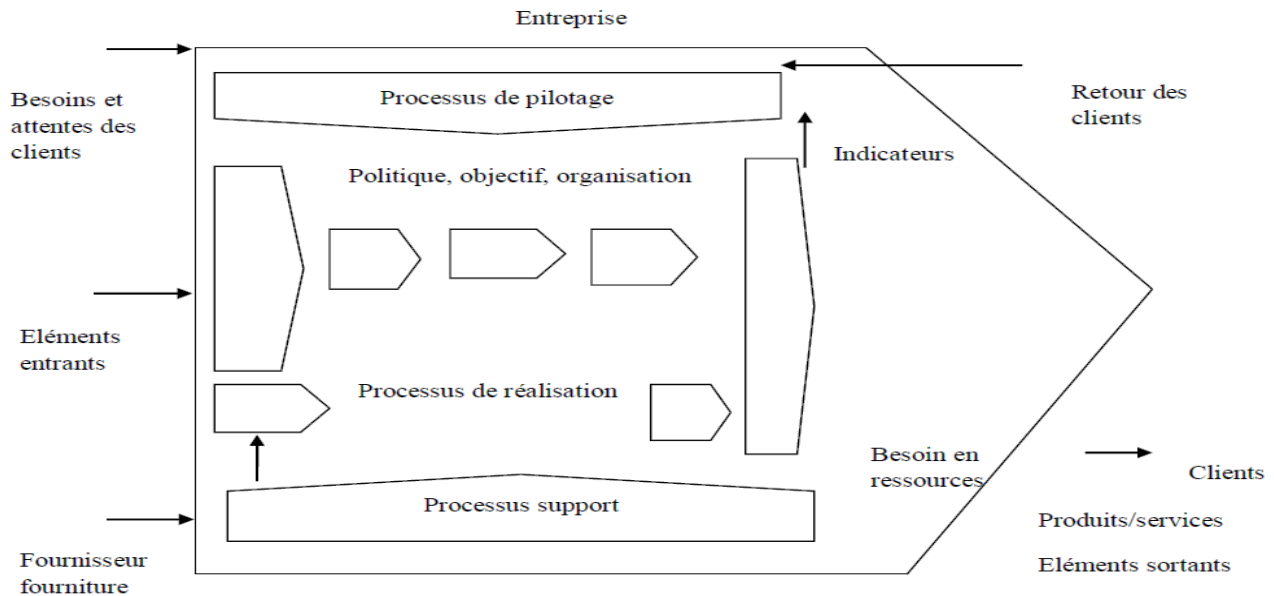 Entreprise
Besoins et
attentes des
clients
Processus de pilotage
Retour des
clients
Indicateurs
Politique, objectif, organisation
Eléments
entrants
Processus de réalisation
Besoin en
ressources
Clients
Processus support
Produits/services
Fournisseur
fourniture
Eléments sortants